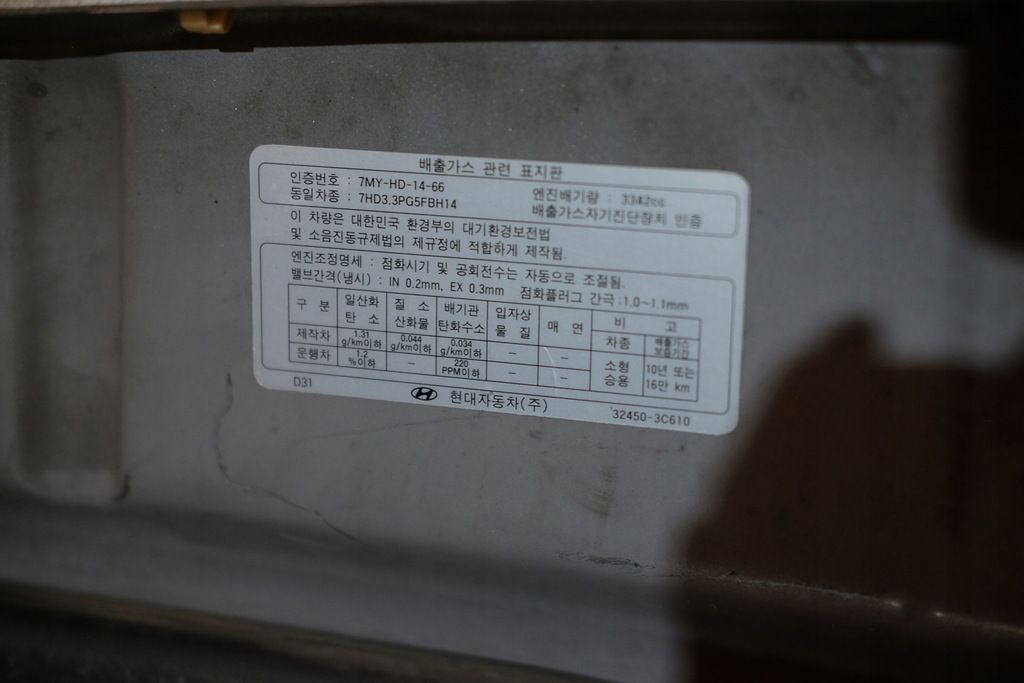 배출가스 관련 표지판
인증번호 : 7MY-HD-14-66 엔진배기량 : 3342cc
동일차종 : 7HD3.3PG5FBH14 배출가스자기진단장치 인증
이 차량은 대한민국 환경부의 대기환경보전법
및 소음진동규제법의 제규정에 적합하게 제작됨.
엔진조정명세 : 점화시기 및 공회전수는 자동으로 조절됨.
밸브간격(냉시) : IN 0.2mm, EX 0.3mm 점화플러그 간극 :1.0~1.1mm
구 분 일산화 탄 소 질 소 산화물 배기관 탄화수소 입자상 물 질 매 연 비 고
차종 배출가스 보증기간
제작차 1.31 g/km이하 0.044 g/km이하 0.034 g/km이하 – – 소형 승용 10년 또는 16만 km
운행차 1.2 %이하 – 220 PPM이하 – –
D31 현대자동차(주) 32450-3C610